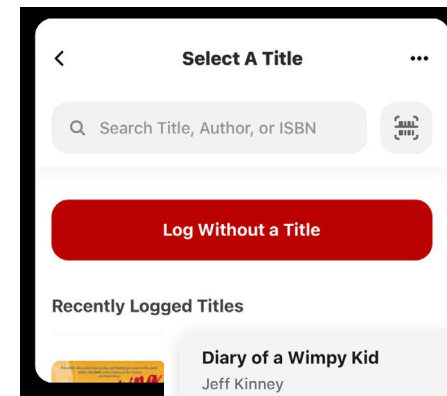 Select A Title
Search Title, Author, or ISBN
Log Without a Title
Recently Logged Titles
Diary of a Wimpy Kid
Jeff Kinney